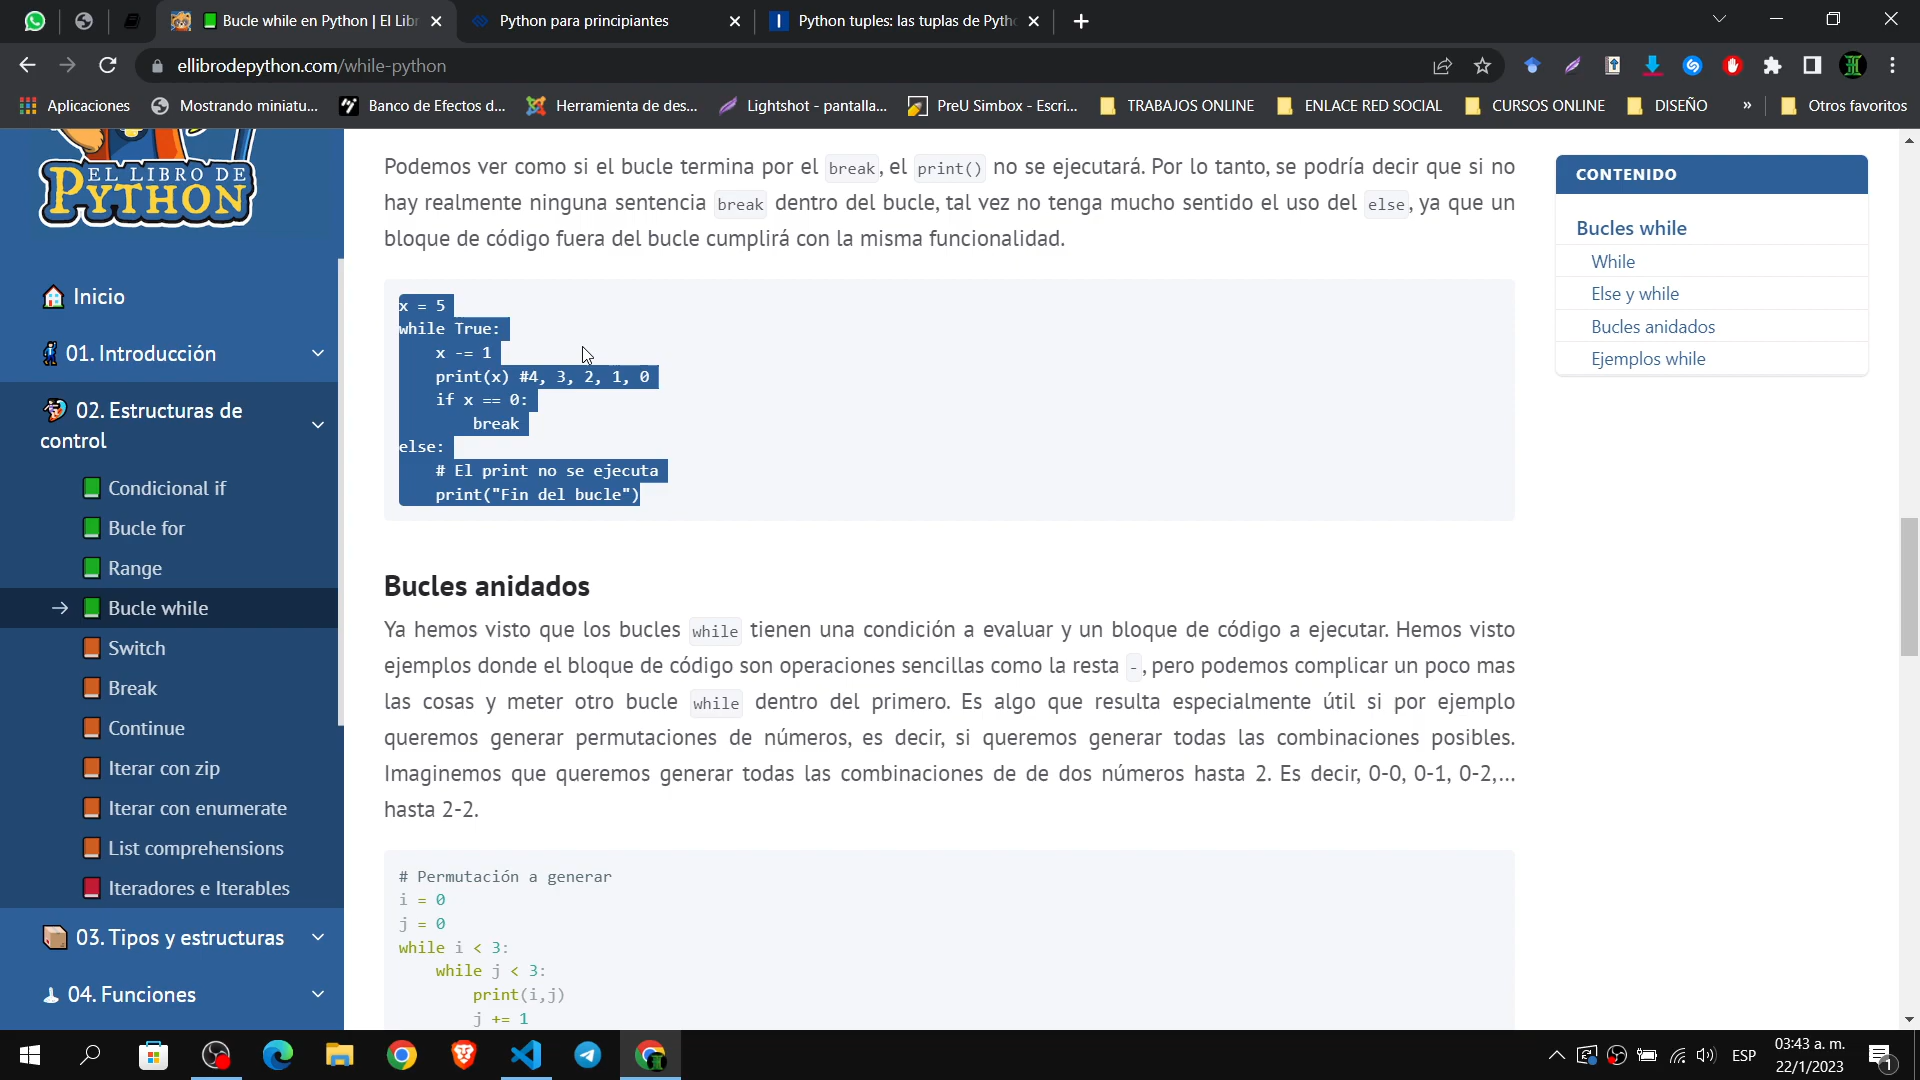 Bucle while en Python | El Libr
Python para principiantes
Python tuples: las tuplas de Pyth
ellibrodepython.com/while-python
Aplicaciones
Mostrando miniatu...
Banco de Efectos d...
Herramienta de des...
Lightshot - pantalla...
PreU Simbox - Escri...
TRABAJOS ONLINE
ENLACE RED SOCIAL
CURSOS ONLINE
DISEÑO
»
Otros favoritos
EL LIBRO DE
PYTHON
Inicio
01. Introducción
02. Estructuras de
control
Condicional if
Bucle for
Range
→ Bucle while
Switch
Break
Continue
Iterar con zip
Iterar con enumerate
List comprehensions
Iteradores e Iterables
03. Tipos y estructuras
04. Funciones
Podemos ver como si el bucle termina por el break, el print() no se ejecutará. Por lo tanto, se podría decir que si no
hay realmente ninguna sentencia break dentro del bucle, tal vez no tenga mucho sentido el uso del else, ya que un
bloque de código fuera del bucle cumplirá con la misma funcionalidad.
x = 5
while True:
    x -= 1
    print(x) #4, 3, 2, 1, 0
    if x == 0:
        break
else:
    # El print no se ejecuta
    print("Fin del bucle")
Bucles anidados
Ya hemos visto que los bucles while tienen una condición a evaluar y un bloque de código a ejecutar. Hemos visto
ejemplos donde el bloque de código son operaciones sencillas como la resta -, pero podemos complicar un poco mas
las cosas y meter otro bucle while dentro del primero. Es algo que resulta especialmente útil si por ejemplo
queremos generar permutaciones de números, es decir, si queremos generar todas las combinaciones posibles.
Imaginemos que queremos generar todas las combinaciones de de dos números hasta 2. Es decir, 0-0, 0-1, 0-2,...
hasta 2-2.
# Permutación a generar
i = 0
j = 0
while i < 3:
    while j < 3:
        print(i,j)
        j += 1
CONTENIDO
Bucles while
While
Else y while
Bucles anidados
Ejemplos while
ESP
03:43 a. m.
22/1/2023
1